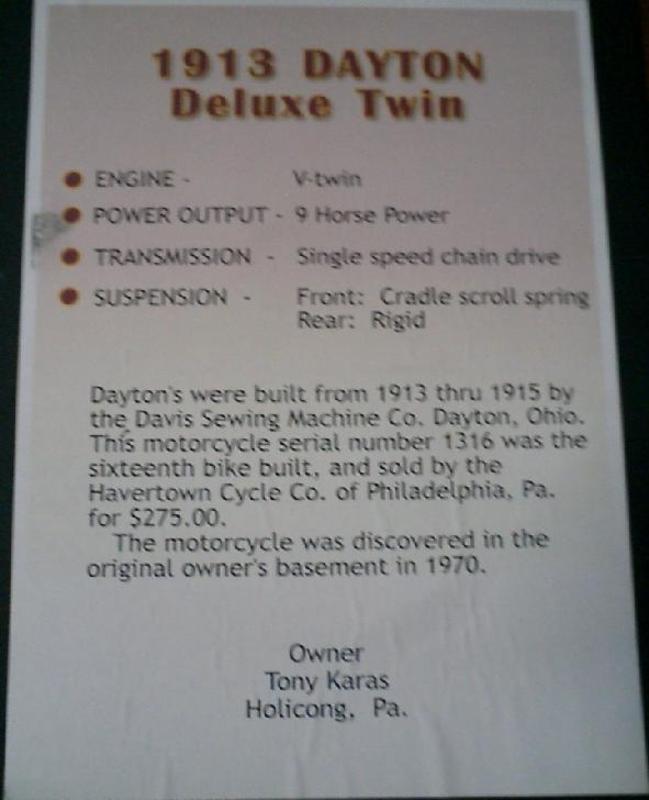 1913 DAYTON
Deluxe Twin
ENGINE - V-twin
POWER OUTPUT - 9 Horse Power
TRANSMISSION - Single speed chain drive
SUSPENSION - Front: Cradle scroll spring
Rear: Rigid
Dayton's were built from 1913 thru 1915 by
the Davis Sewing Machine Co. Dayton, Ohio.
This motorcycle serial number 1316 was the
sixteenth bike built, and sold by the
Havertown Cycle Co. of Philadelphia, Pa.
for $275.00.
The motorcycle was discovered in the
original owner's basement in 1970.
Owner
Tony Karas
Holicong, Pa.